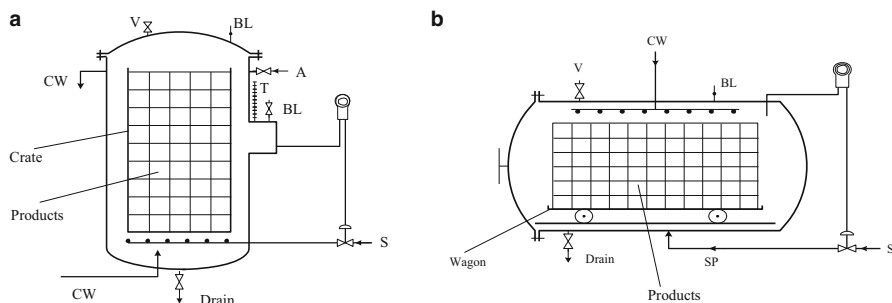 a
V
BL
CW
A
T
BL
Crate
Products
S
CW
Drain
b
CW
V
BL
Wagon
Drain
SP
S
Products